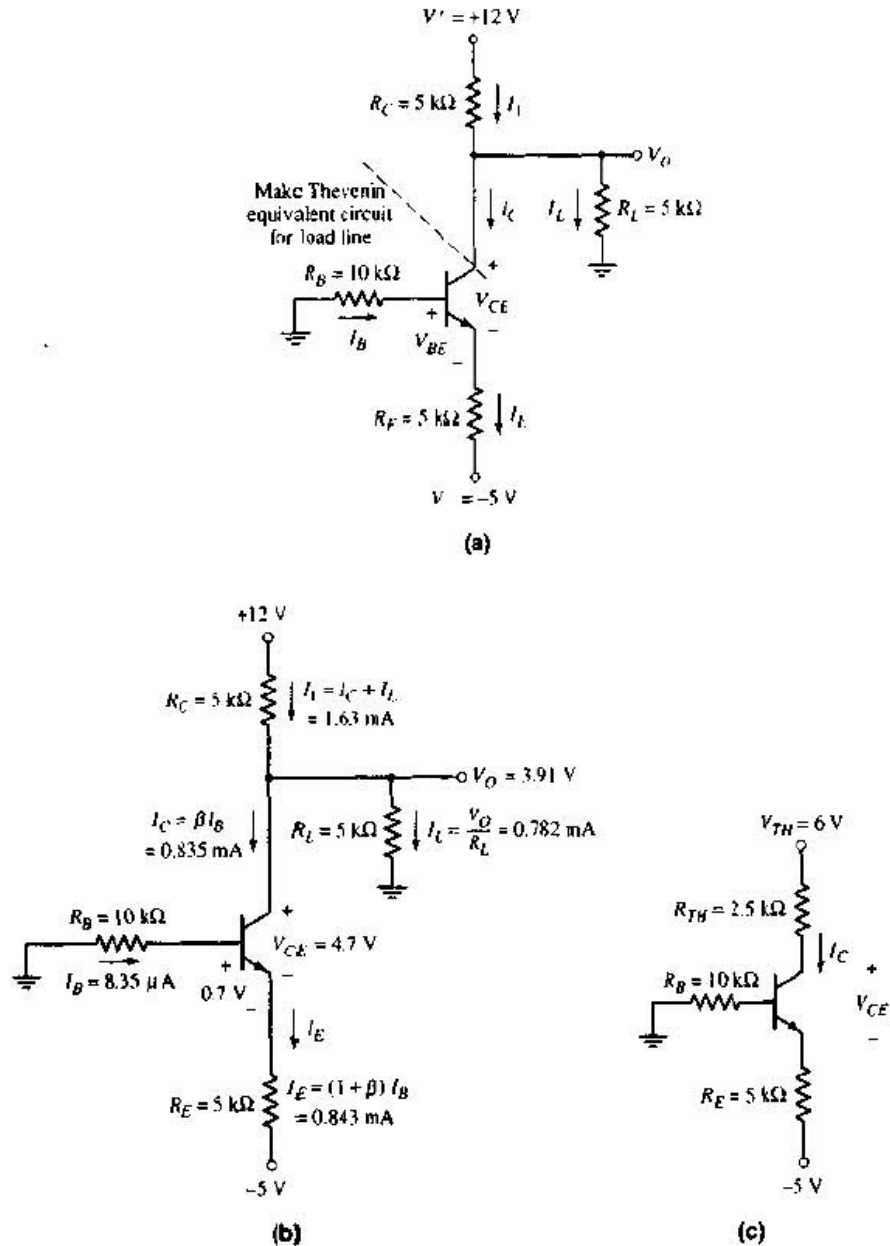 V' = +12 V
R_C = 5 kΩ
I_1
V_O
Make Thevenin
equivalent circuit
for load line
I_C
I_L
R_L = 5 kΩ
R_B = 10 kΩ
+
V_CE
+
I_B
V_BE
−
−
R_E = 5 kΩ
I_E
V = −5 V
(a)
+12 V
R_C = 5 kΩ
I_1 = I_C + I_L
= 1.63 mA
V_O = 3.91 V
I_C = βI_B
= 0.835 mA
R_L = 5 kΩ
I_L = V_O/R_L = 0.782 mA
R_B = 10 kΩ
+
V_CE = 4.7 V
I_B = 8.35 μA
+
0.7 V
−
−
I_E
R_E = 5 kΩ
I_E = (1 + β) I_B
= 0.843 mA
−5 V
(b)
V_TH = 6 V
R_TH = 2.5 kΩ
I_C
R_B = 10 kΩ
+
V_CE
−
R_E = 5 kΩ
−5 V
(c)